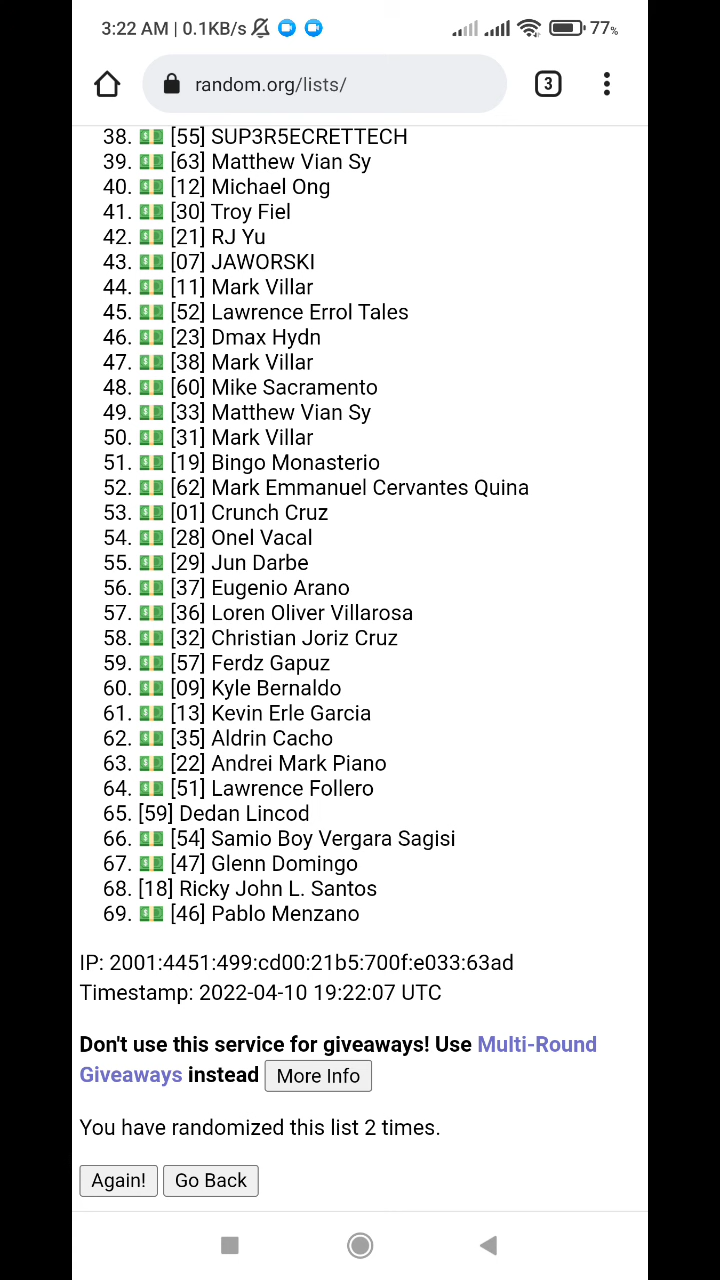 3:22 AM | 0.1KB/s 77%
random.org/lists/ 3
38. 💵 [55] SUP3R5ECRETTECH
39. 💵 [63] Matthew Vian Sy
40. 💵 [12] Michael Ong
41. 💵 [30] Troy Fiel
42. 💵 [21] RJ Yu
43. 💵 [07] JAWORSKI
44. 💵 [11] Mark Villar
45. 💵 [52] Lawrence Errol Tales
46. 💵 [23] Dmax Hydn
47. 💵 [38] Mark Villar
48. 💵 [60] Mike Sacramento
49. 💵 [33] Matthew Vian Sy
50. 💵 [31] Mark Villar
51. 💵 [19] Bingo Monasterio
52. 💵 [62] Mark Emmanuel Cervantes Quina
53. 💵 [01] Crunch Cruz
54. 💵 [28] Onel Vacal
55. 💵 [29] Jun Darbe
56. 💵 [37] Eugenio Arano
57. 💵 [36] Loren Oliver Villarosa
58. 💵 [32] Christian Joriz Cruz
59. 💵 [57] Ferdz Gapuz
60. 💵 [09] Kyle Bernaldo
61. 💵 [13] Kevin Erle Garcia
62. 💵 [35] Aldrin Cacho
63. 💵 [22] Andrei Mark Piano
64. 💵 [51] Lawrence Follero
65. [59] Dedan Lincod
66. 💵 [54] Samio Boy Vergara Sagisi
67. 💵 [47] Glenn Domingo
68. [18] Ricky John L. Santos
69. 💵 [46] Pablo Menzano
IP: 2001:4451:499:cd00:21b5:700f:e033:63ad
Timestamp: 2022-04-10 19:22:07 UTC
Don't use this service for giveaways! Use Multi-Round
Giveaways instead More Info
You have randomized this list 2 times.
Again! Go Back